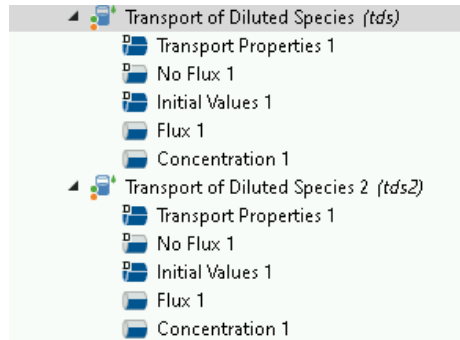 Transport of Diluted Species (tds)
Transport Properties 1
No Flux 1
Initial Values 1
Flux 1
Concentration 1
Transport of Diluted Species 2 (tds2)
Transport Properties 1
No Flux 1
Initial Values 1
Flux 1
Concentration 1